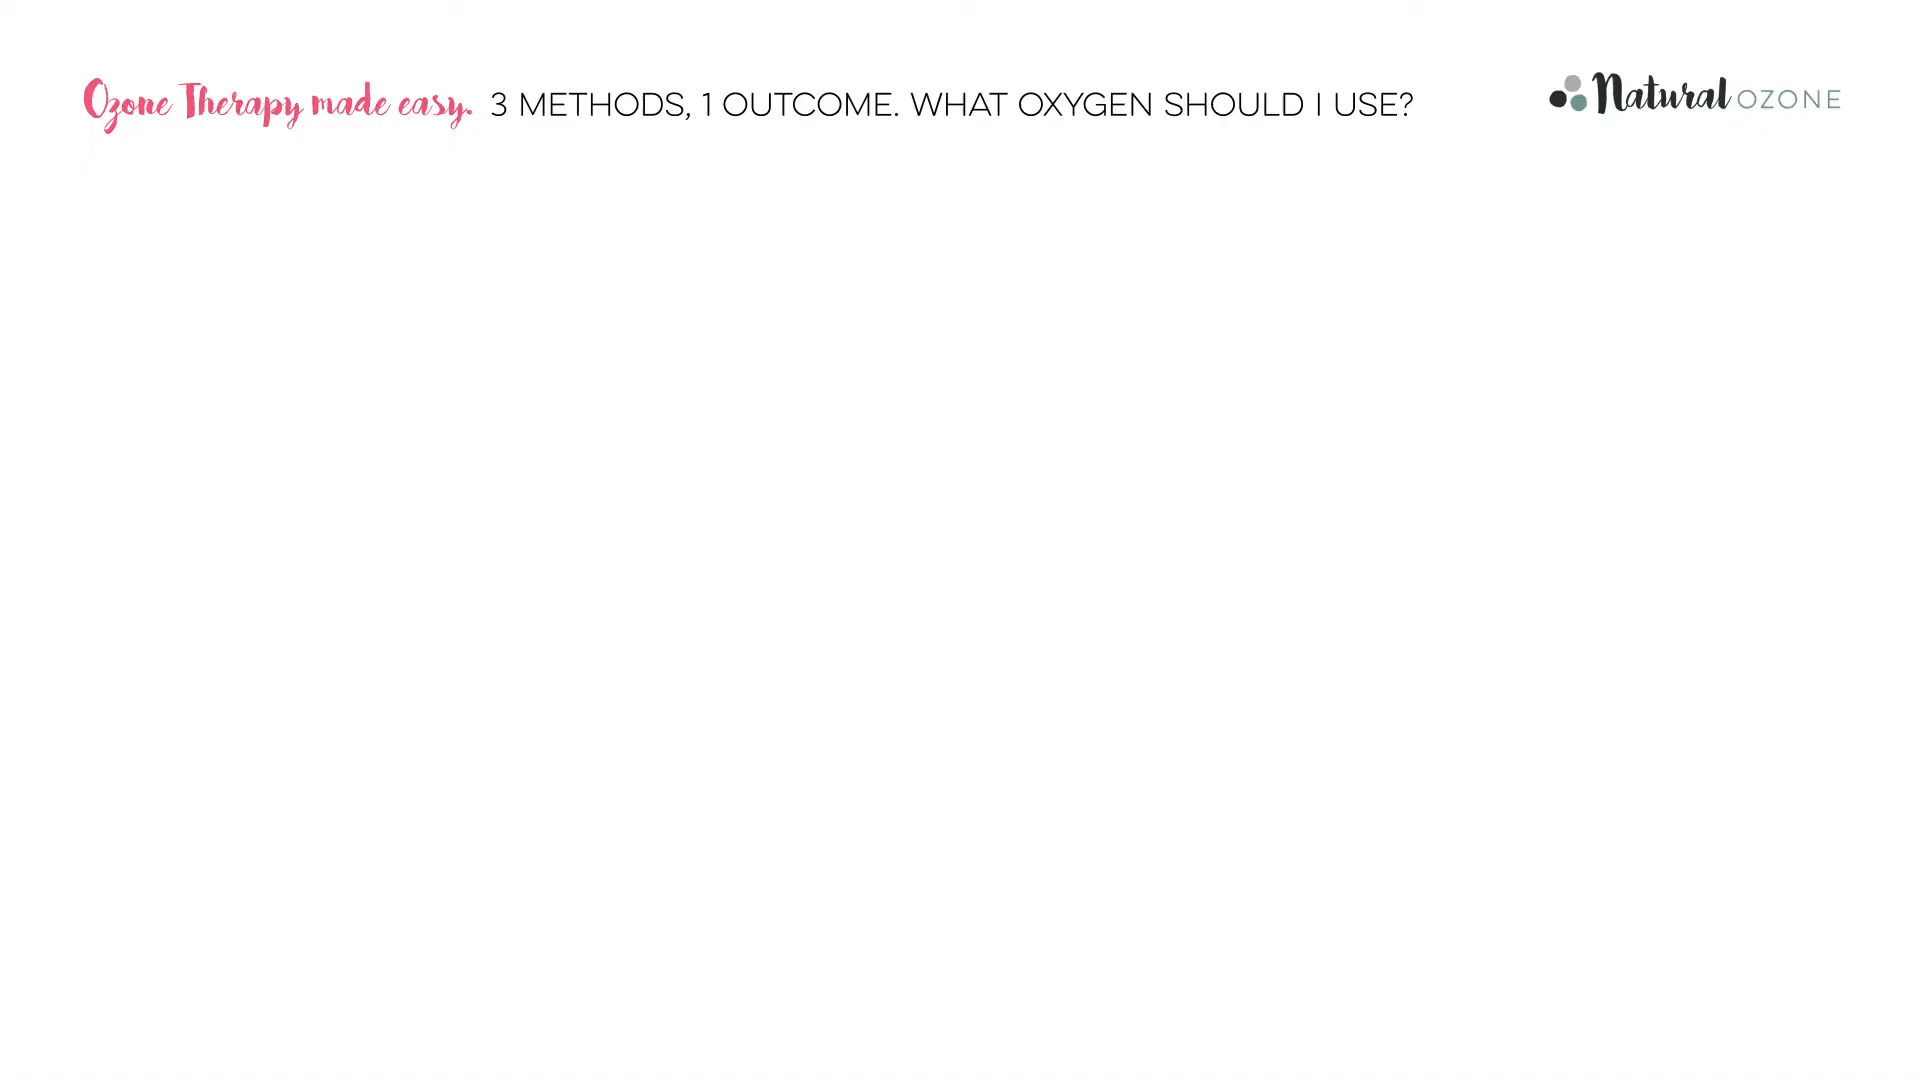 Ozone Therapy made easy. 3 METHODS, 1 OUTCOME. WHAT OXYGEN SHOULD I USE?
Natural OZONE